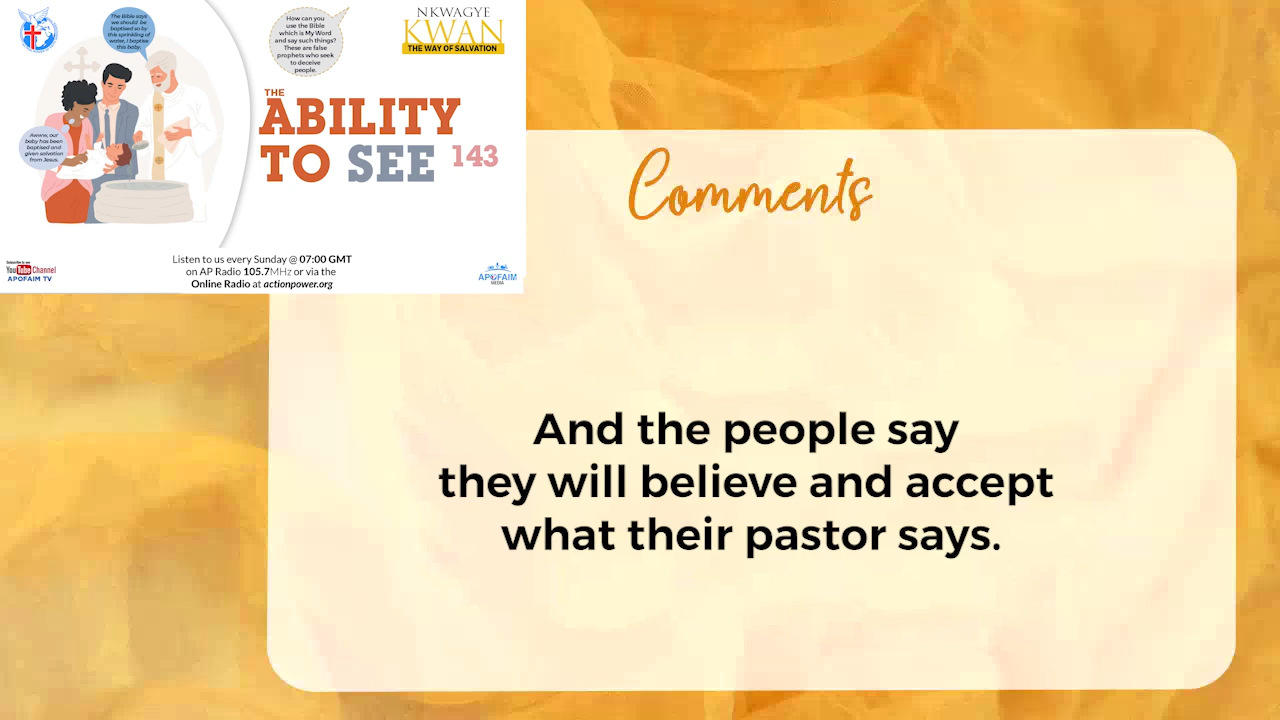 The Bible says
we should be
baptised so by
this sprinkling of
water, I baptise
this baby.
How can you
use the Bible
which is My Word
and say such things?
These are false
prophets who seek
to deceive
people.
NKWAGYE
KWAN
THE WAY OF SALVATION
THE
ABILITY
TO SEE 143
Awww, our
baby has been
baptised and
given salvation
from Jesus.
Listen to us every Sunday @ 07:00 GMT
on AP Radio 105.7MHz or via the
Online Radio at actionpower.org
Subscribe to our
YouTube Channel
APOFAIM TV
APOFAIM
MEDIA
Comments
And the people say
they will believe and accept
what their pastor says.